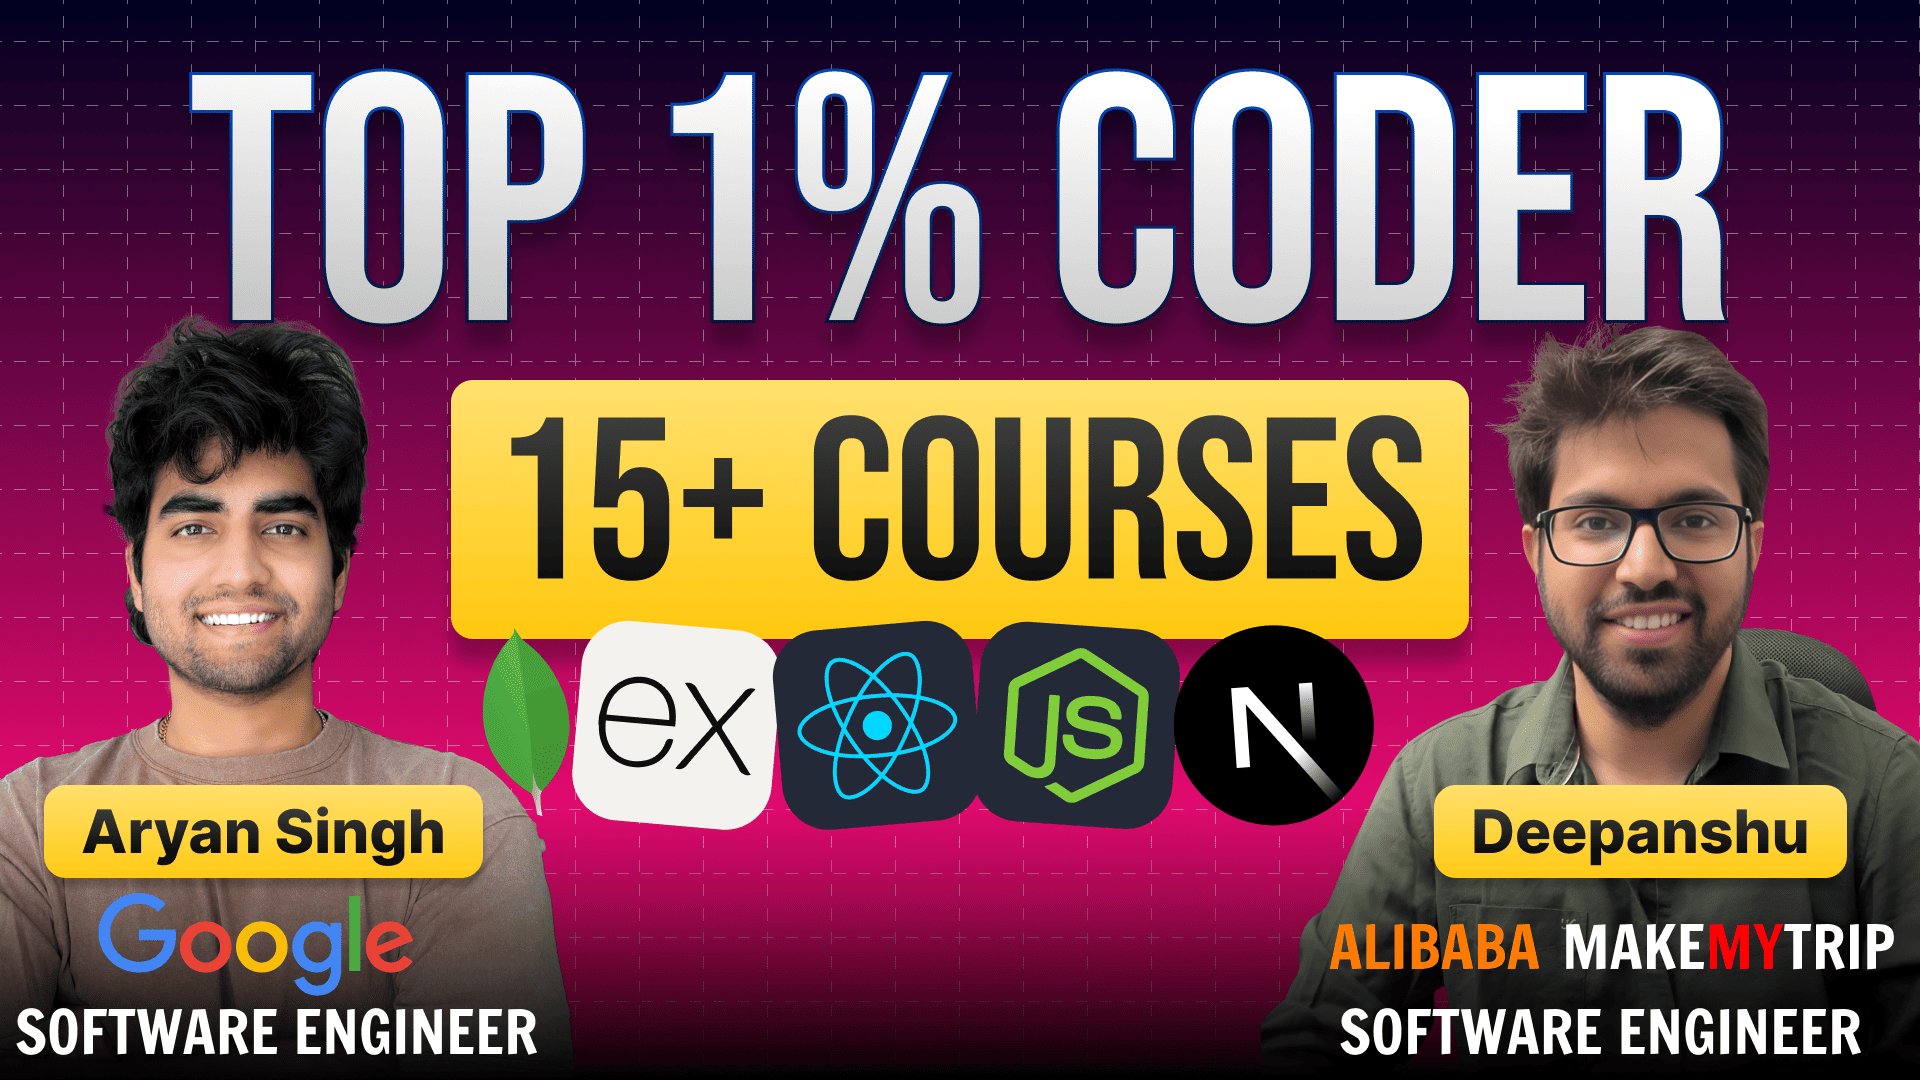 TOP 1% CODER
15+ COURSES
ex
JS
N
Aryan Singh
Deepanshu
Google
ALIBABA MAKEMYTRIP
SOFTWARE ENGINEER
SOFTWARE ENGINEER